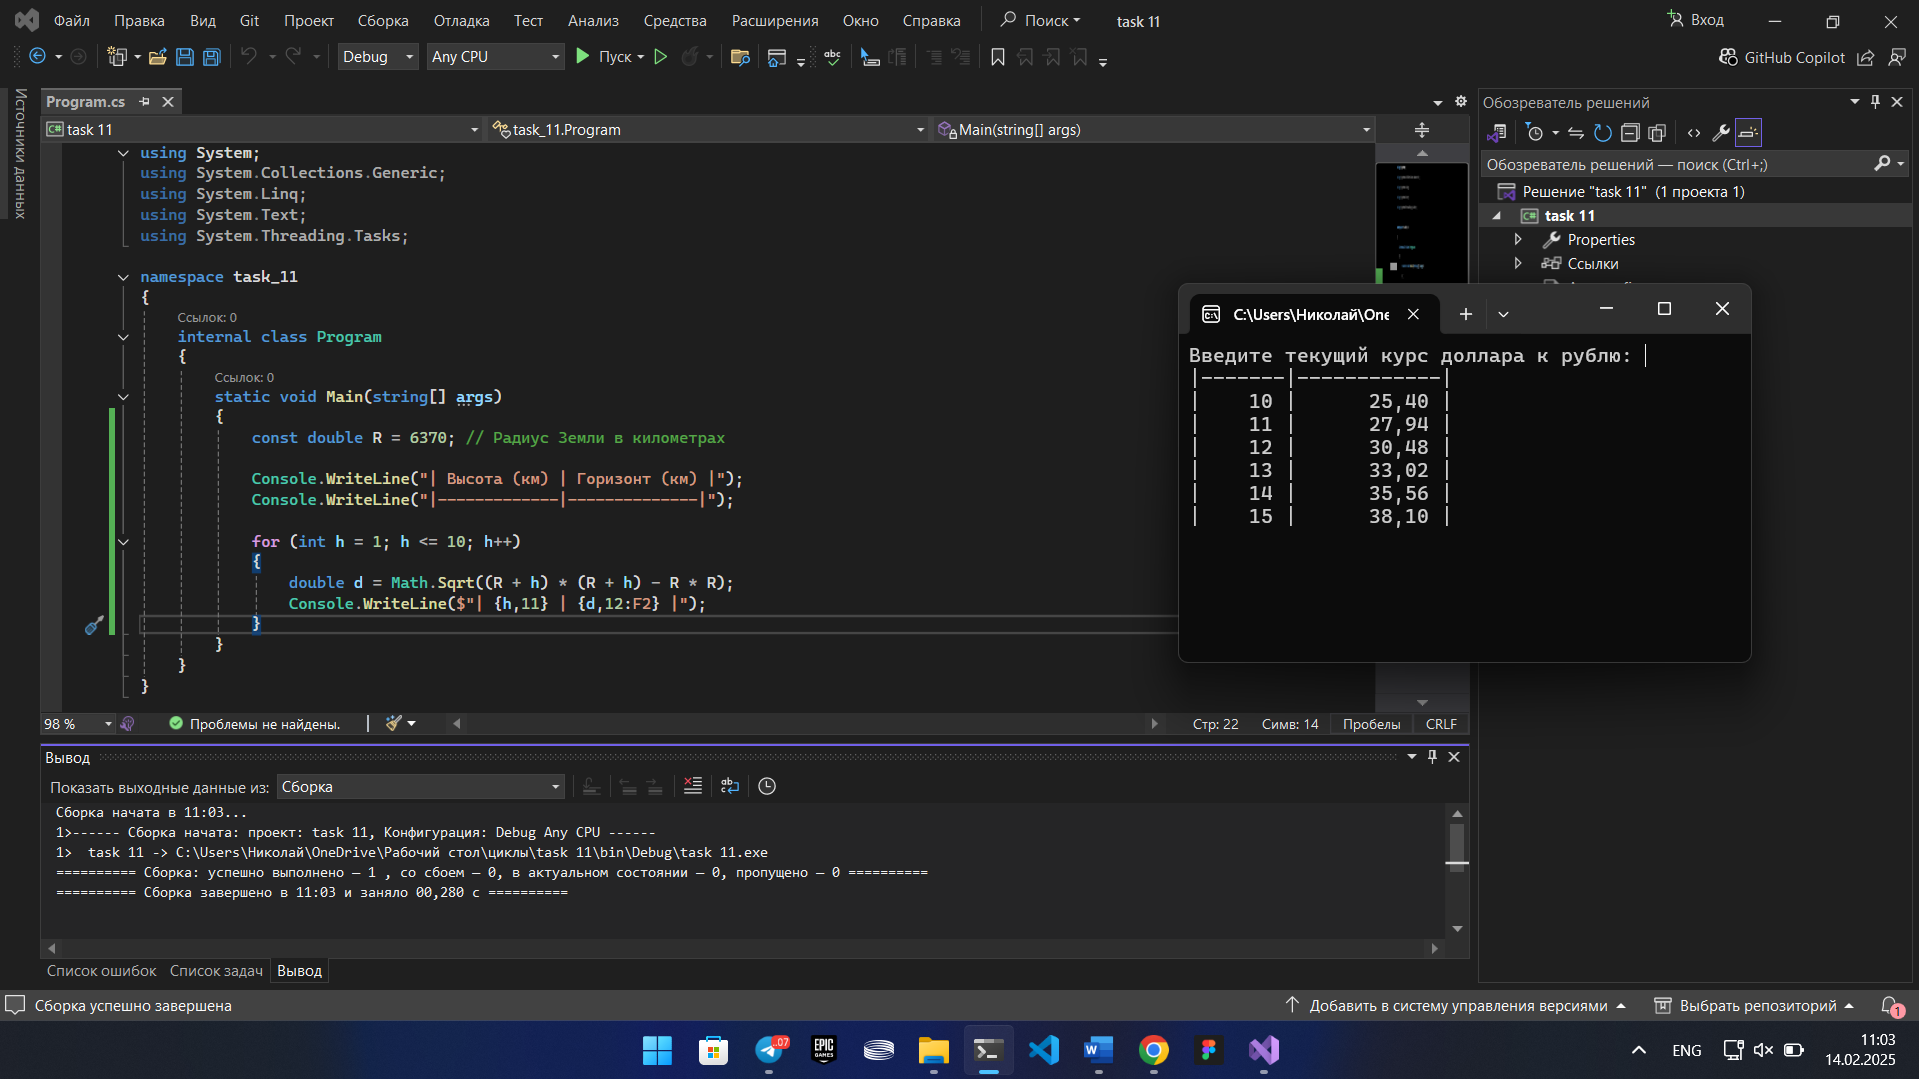 Файл Правка Вид Git Проект Сборка Отладка Тест Анализ Средства Расширения Окно Справка Поиск task 11 Вход
Debug Any CPU Пуск GitHub Copilot
Источники данных
Program.cs
task 11 task_11.Program Main(string[] args)
using System;
using System.Collections.Generic;
using System.Linq;
using System.Text;
using System.Threading.Tasks;
namespace task_11
{
Ссылок: 0
internal class Program
{
Ссылок: 0
static void Main(string[] args)
{
const double R = 6370; // Радиус Земли в километрах
Console.WriteLine("| Высота (км) | Горизонт (км) |");
Console.WriteLine("|-------------|--------------|");
for (int h = 1; h <= 10; h++)
{
double d = Math.Sqrt((R + h) * (R + h) - R * R);
Console.WriteLine($"| {h,11} | {d,12:F2} |");
}
}
}
}
98 % Проблемы не найдены. Стр: 22 Симв: 14 Пробелы CRLF
Обозреватель решений
Обозреватель решений — поиск (Ctrl+;)
Решение "task 11" (1 проекта 1)
task 11
Properties
Ссылки
C:\Users\Николай\One
Введите текущий курс доллара к рублю:
|-------|------------|
| 10 | 25,40 |
| 11 | 27,94 |
| 12 | 30,48 |
| 13 | 33,02 |
| 14 | 35,56 |
| 15 | 38,10 |
Вывод
Показать выходные данные из: Сборка
Сборка начата в 11:03...
1>------ Сборка начата: проект: task 11, Конфигурация: Debug Any CPU ------
1> task 11 -> C:\Users\Николай\OneDrive\Рабочий стол\циклы\task 11\bin\Debug\task 11.exe
========== Сборка: успешно выполнено — 1 , со сбоем — 0, в актуальном состоянии — 0, пропущено — 0 ==========
========== Сборка завершено в 11:03 и заняло 00,280 с ==========
Список ошибок Список задач Вывод
Сборка успешно завершена Добавить в систему управления версиями Выбрать репозиторий 1
..07 EPIC GAMES ENG 11:03
14.02.2025